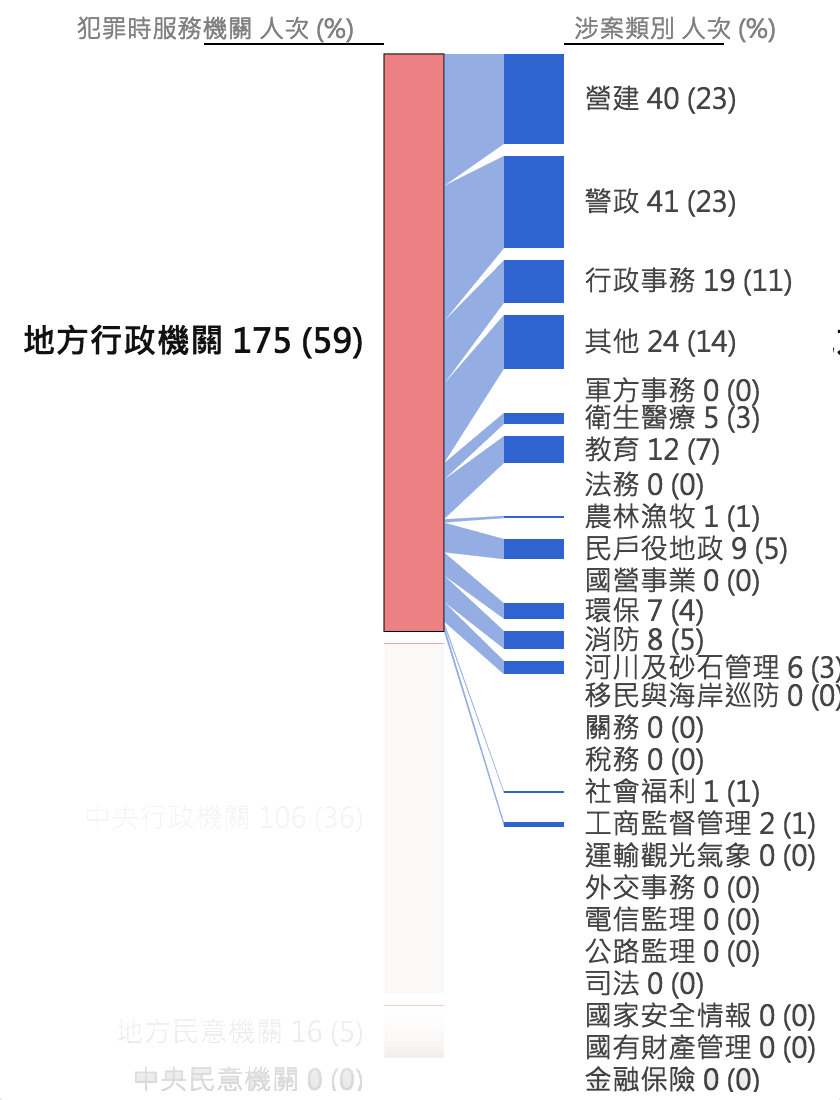 犯罪時服務機關 人次 (%)
涉案類別 人次 (%)
營建 40 (23)
警政 41 (23)
行政事務 19 (11)
地方行政機關 175 (59)
其他 24 (14)
軍方事務 0 (0)
衛生醫療 5 (3)
教育 12 (7)
法務 0 (0)
農林漁牧 1 (1)
民戶役地政 9 (5)
國營事業 0 (0)
環保 7 (4)
消防 8 (5)
河川及砂石管理 6 (3)
移民與海岸巡防 0 (0)
關務 0 (0)
稅務 0 (0)
社會福利 1 (1)
中央行政機關 106 (36)
工商監督管理 2 (1)
運輸觀光氣象 0 (0)
外交事務 0 (0)
電信監理 0 (0)
公路監理 0 (0)
司法 0 (0)
國家安全情報 0 (0)
地方民意機關 16 (5)
國有財產管理 0 (0)
中央民意機關 0 (0)
金融保險 0 (0)